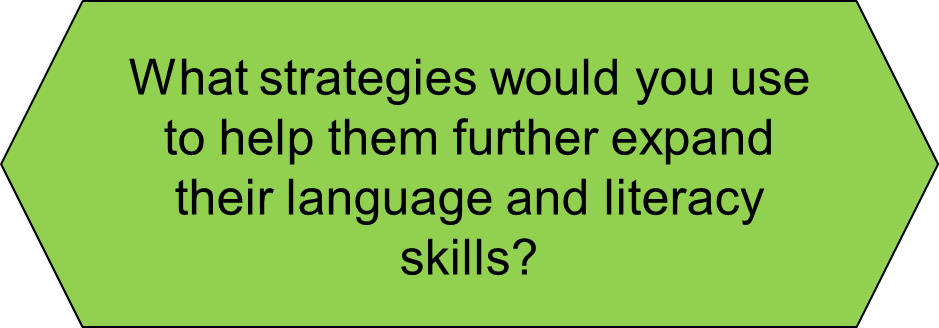 What strategies would you use
to help them further expand
their language and literacy
skills?